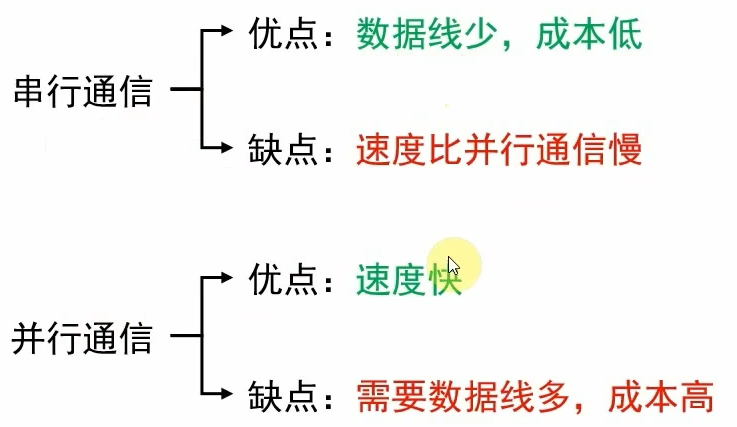 优点：数据线少，成本低
串行通信
缺点：速度比并行通信慢
优点：速度快
并行通信
缺点：需要数据线多，成本高